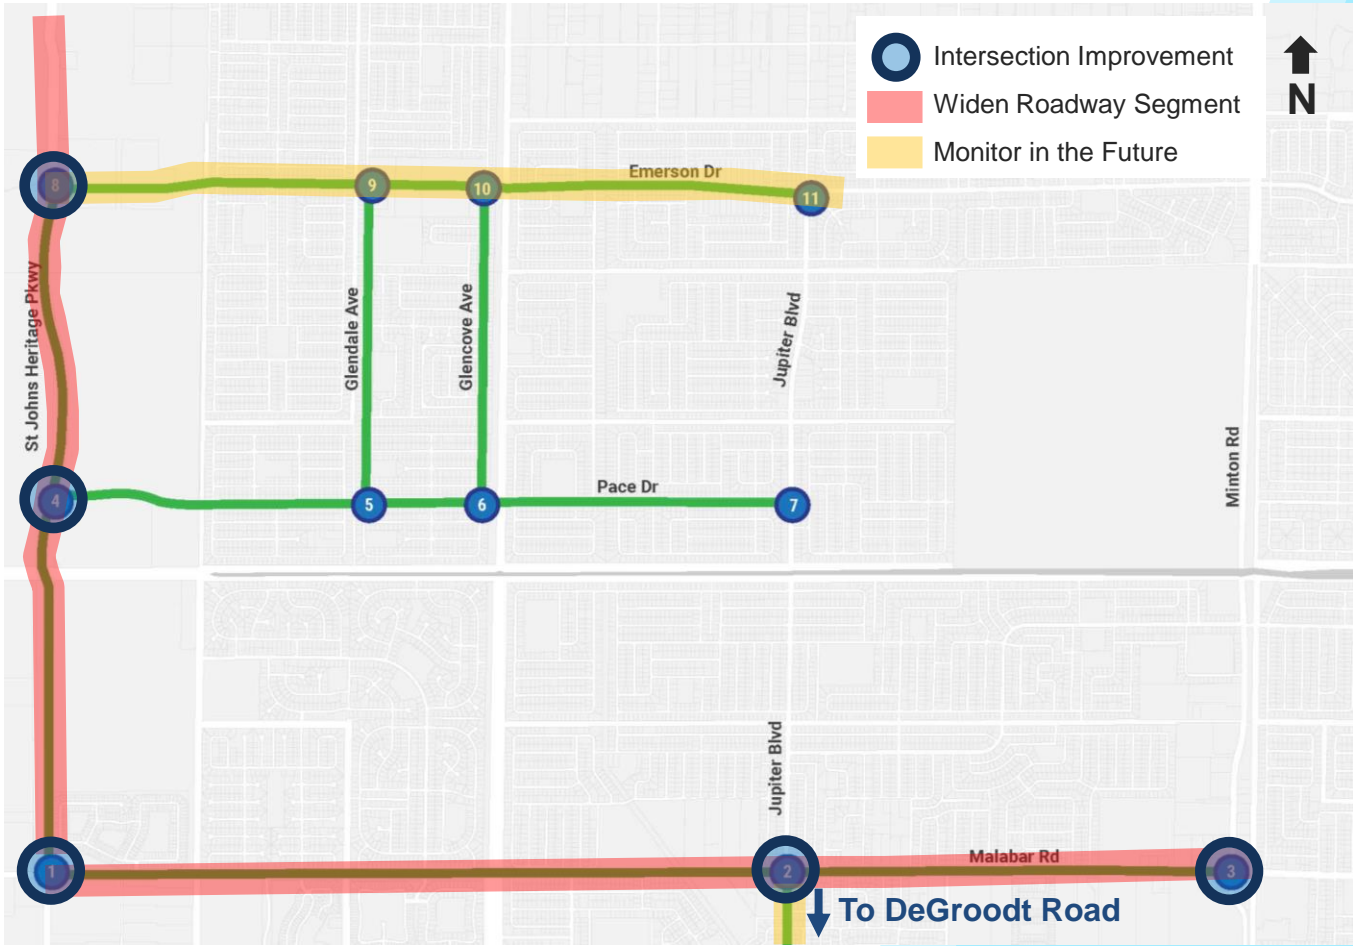 Intersection Improvement
Widen Roadway Segment
Monitor in the Future
N
Emerson Dr
8
9
10
11
St Johns Heritage Pkwy
Glendale Ave
Glencove Ave
Jupiter Blvd
Minton Rd
Pace Dr
4
5
6
7
Jupiter Blvd
Malabar Rd
1
2
3
To DeGroodt Road